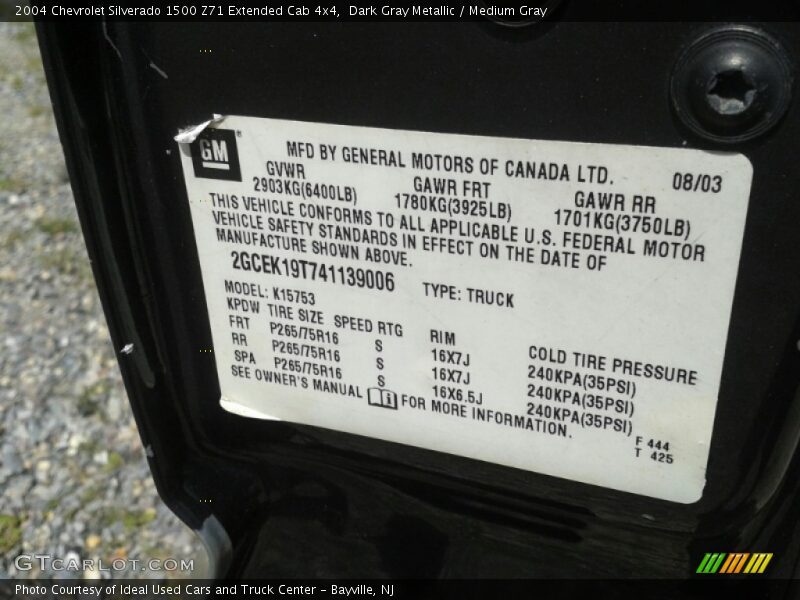 2004 Chevrolet Silverado 1500 Z71 Extended Cab 4x4,  Dark Gray Metallic / Medium Gray
GM ®
MFD BY GENERAL MOTORS OF CANADA LTD. 08/03
GVWR GAWR FRT GAWR RR
2903KG(6400LB) 1780KG(3925LB) 1701KG(3750LB)
THIS VEHICLE CONFORMS TO ALL APPLICABLE U.S. FEDERAL MOTOR
VEHICLE SAFETY STANDARDS IN EFFECT ON THE DATE OF
MANUFACTURE SHOWN ABOVE.
2GCEK19T741139006 TYPE: TRUCK
MODEL: K15753
KPDW TIRE SIZE SPEED RTG RIM COLD TIRE PRESSURE
FRT P265/75R16 S 16X7J 240KPA(35PSI)
RR P265/75R16 S 16X7J 240KPA(35PSI)
SPA P265/75R16 S 16X6.5J 240KPA(35PSI)
SEE OWNER'S MANUAL FOR MORE INFORMATION.
F 444
T 425
GTCARLOT.COM
Photo Courtesy of Ideal Used Cars and Truck Center - Bayville, NJ